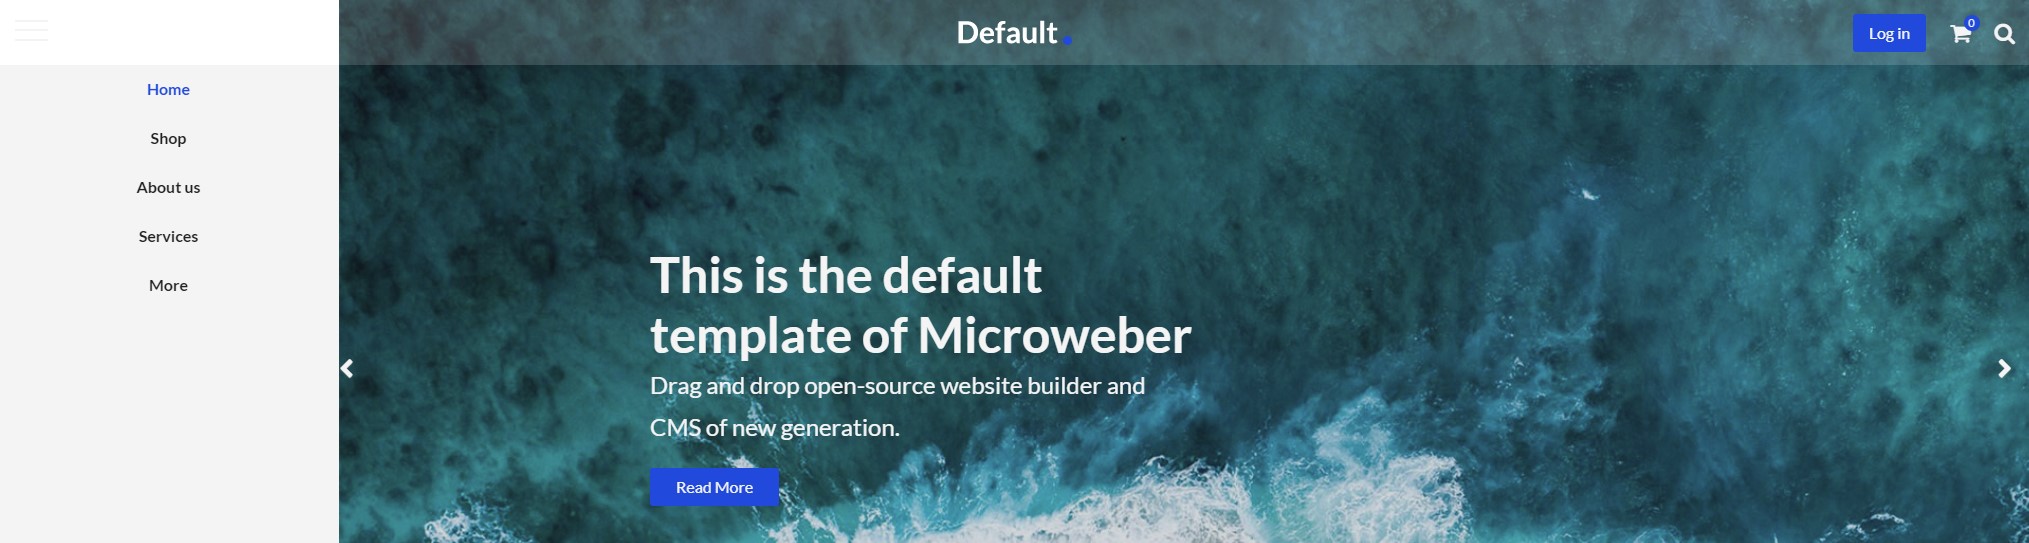 Default.
Log in
0
Home
Shop
About us
Services
More
This is the default
template of Microweber
Drag and drop open-source website builder and
CMS of new generation.
Read More